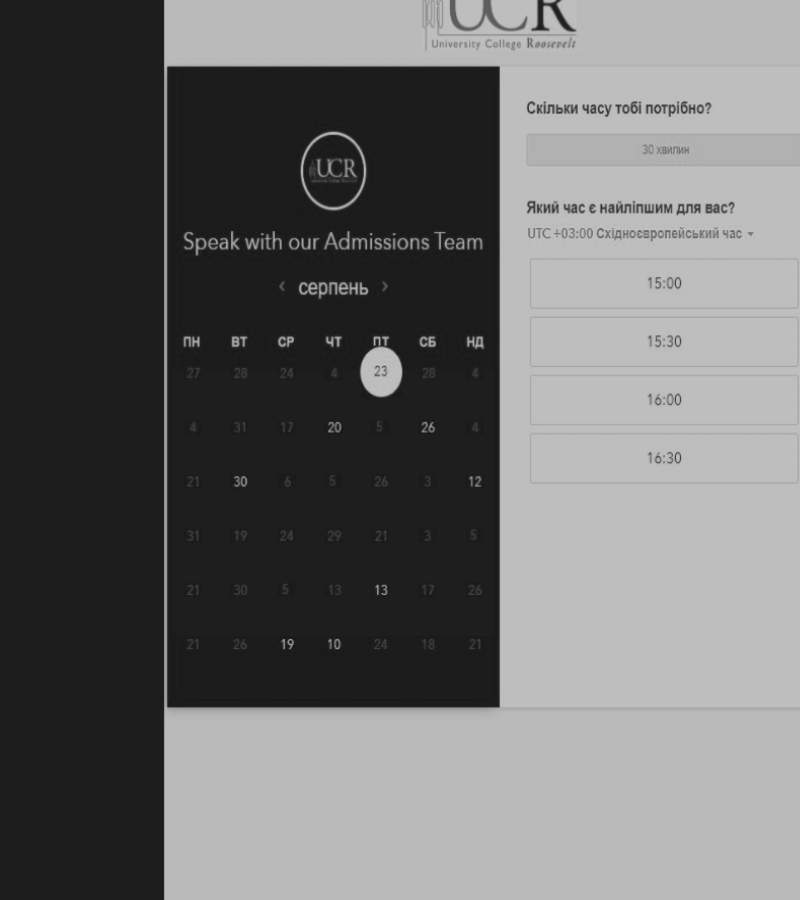 UCR
University College Roosevelt
Скільки часу тобі потрібно?
30 хвилин
UCR
Який час є найліпшим для вас?
UTC +03:00 Східноєвропейський час
Speak with our Admissions Team
серпень
15:00
15:30
16:00
16:30
ПН ВТ СР ЧТ ПТ СБ НД
27 28 24 4 23 28 4
4 31 17 20 5 26 4
21 30 6 5 26 3 12
31 19 24 29 21 3 5
21 30 5 13 13 17 26
21 26 19 10 24 18 21